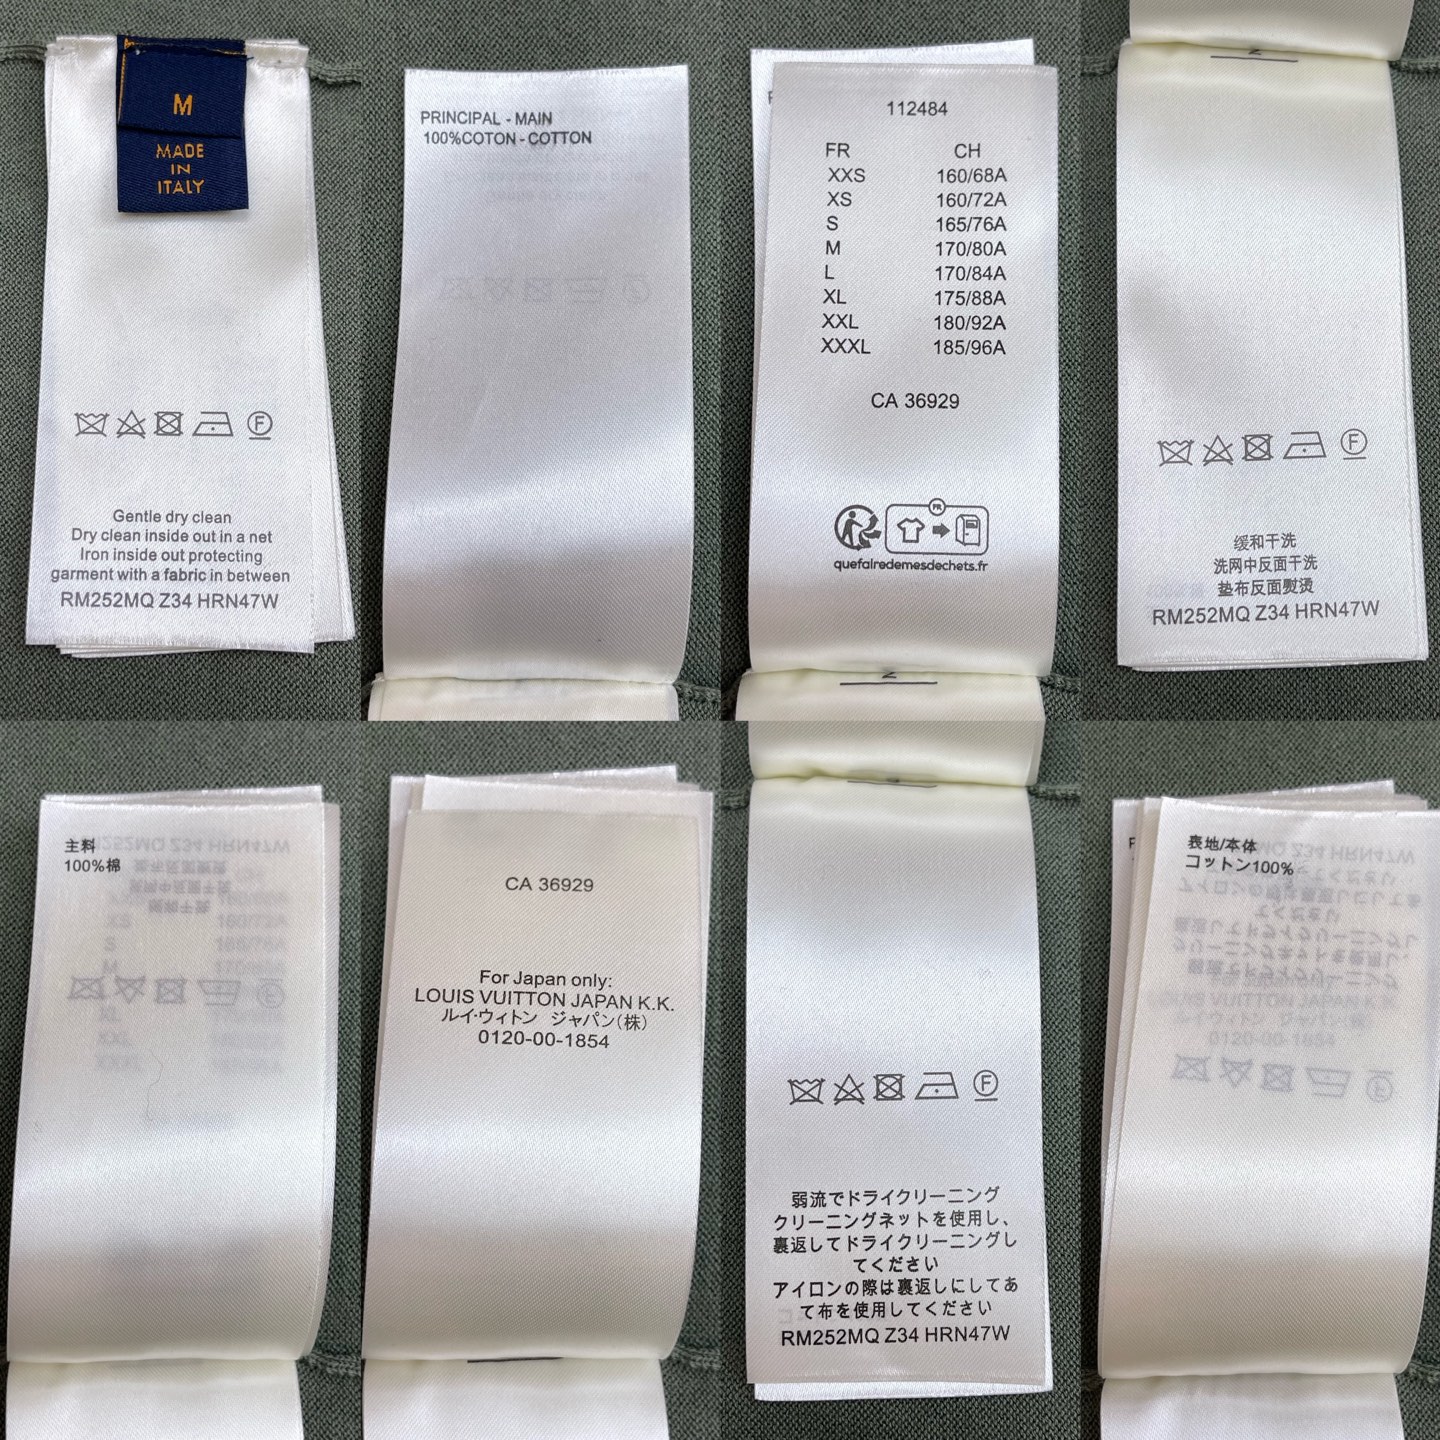 M
MADE
IN
ITALY
Gentle dry clean
Dry clean inside out in a net
Iron inside out protecting
garment with a fabric in between
RM252MQ Z34 HRN47W
PRINCIPAL - MAIN
100%COTON - COTTON
112484
FR CH
XXS 160/68A
XS 160/72A
S 165/76A
M 170/80A
L 170/84A
XL 175/88A
XXL 180/92A
XXXL 185/96A
CA 36929
FR
quefairedemesdechets.fr
F
缓和干洗
洗网中反面干洗
垫布反面熨烫
RM252MQ Z34 HRN47W
主料
100%棉
CA 36929
For Japan only:
LOUIS VUITTON JAPAN K.K.
ルイ·ヴィトン ジャパン(株)
0120-00-1854
F
弱流でドライクリーニング
クリーニングネットを使用し、
裏返してドライクリーニングし
てください
アイロンの際は裏返しにしてあ
て布を使用してください
RM252MQ Z34 HRN47W
表地/本体
コットン100%